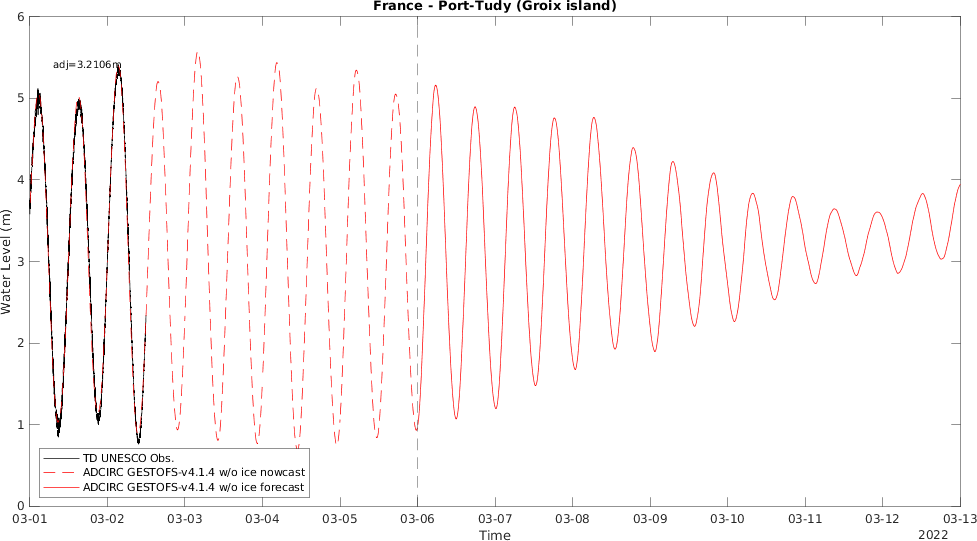 France - Port-Tudy (Groix island)
6
5
4
3
2
1
0
Water Level (m)
adj=3.2106m
TD UNESCO Obs.
ADCIRC GESTOFS-v4.1.4 w/o ice nowcast
ADCIRC GESTOFS-v4.1.4 w/o ice forecast
03-01 03-02 03-03 03-04 03-05 03-06 03-07 03-08 03-09 03-10 03-11 03-12 03-13
Time
2022